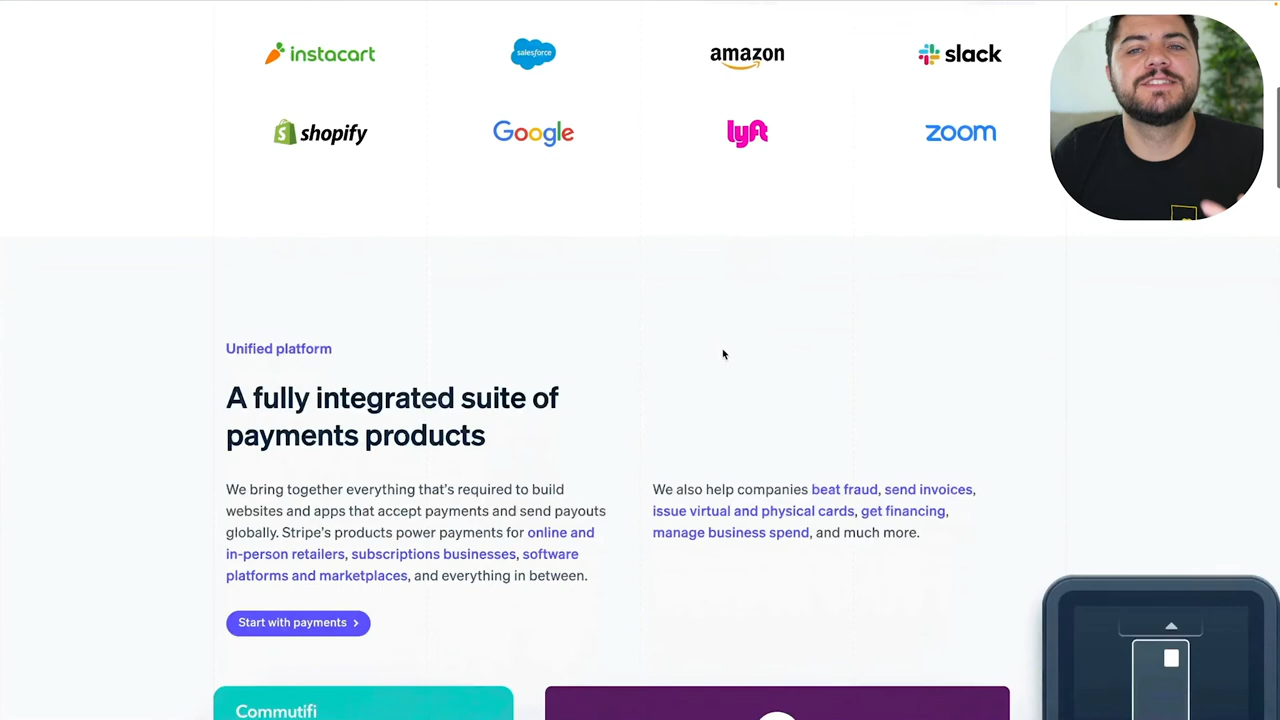 instacart
salesforce
amazon
slack
shopify
Google
lyft
zoom
Unified platform
A fully integrated suite of
payments products
We bring together everything that's required to build
websites and apps that accept payments and send payouts
globally. Stripe's products power payments for online and
in-person retailers, subscriptions businesses, software
platforms and marketplaces, and everything in between.
We also help companies beat fraud, send invoices,
issue virtual and physical cards, get financing,
manage business spend, and much more.
Start with payments
Commutifi